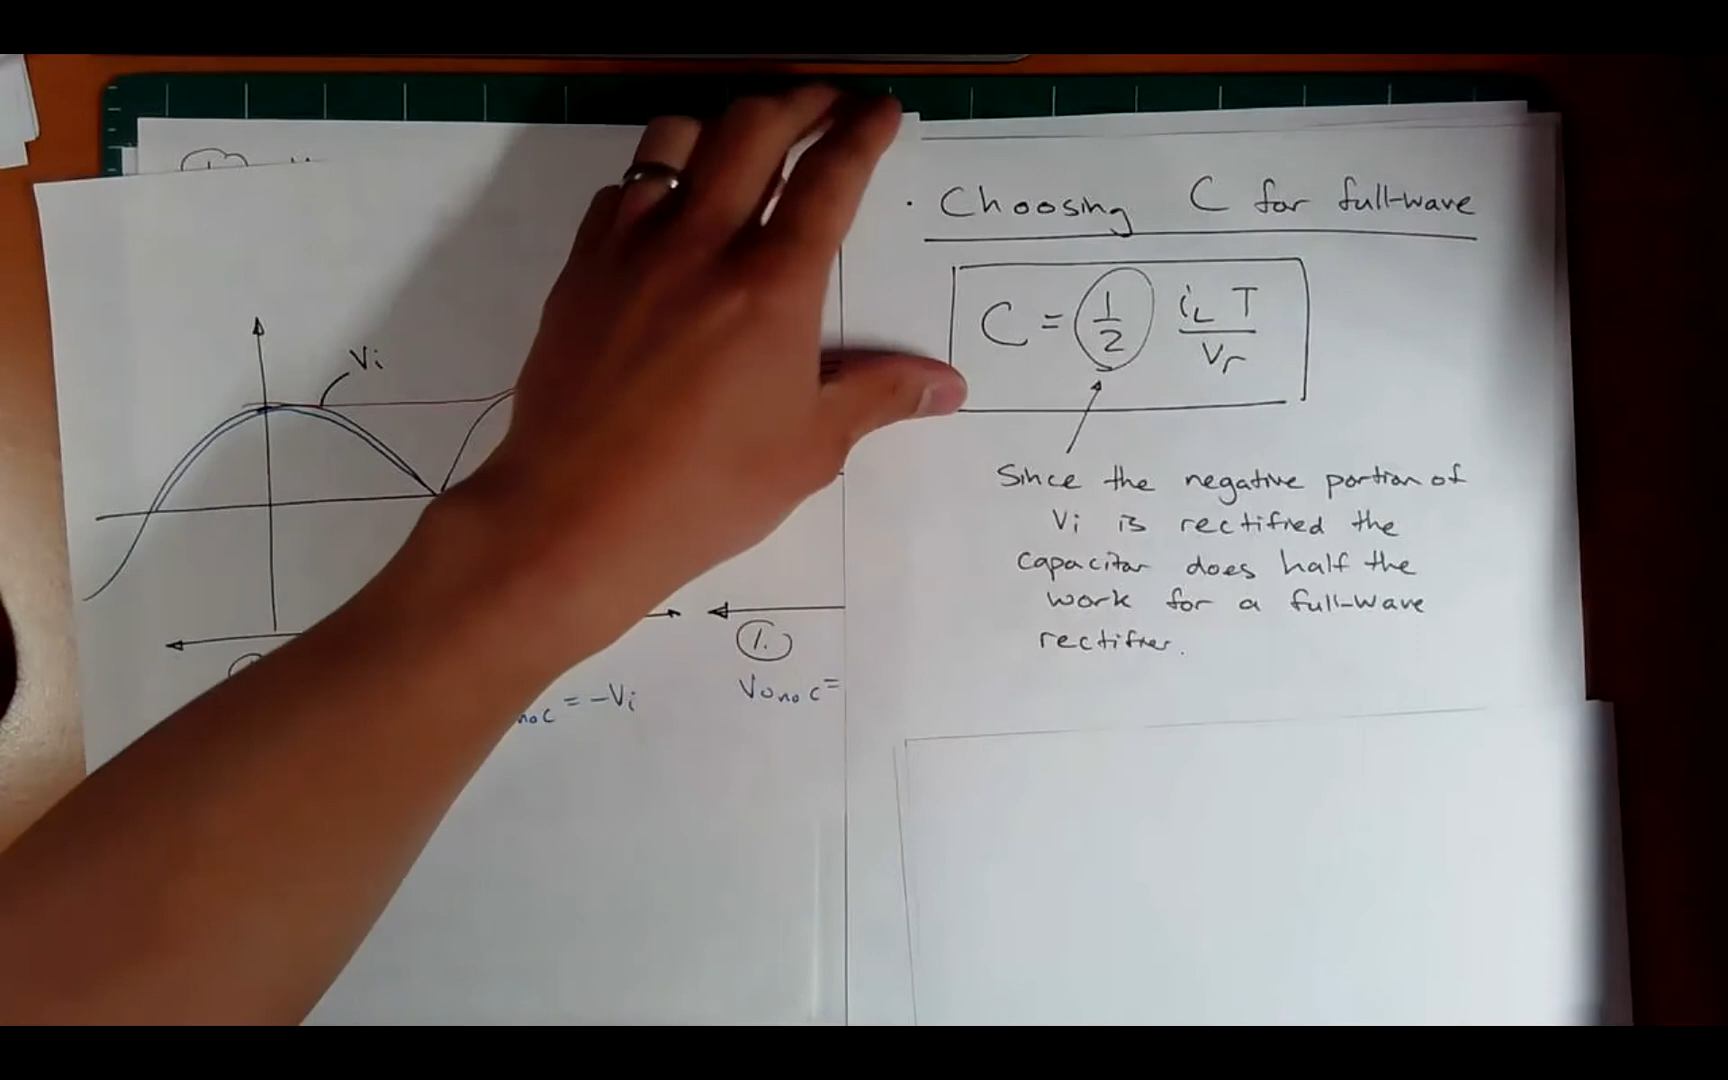 Vi
= -Vi
1.
Vo no c =
· Choosing C for full-wave
C = 1/2 iL T / Vr
Since the negative portion of
Vi is rectified the
capacitor does half the
work for a full-wave
rectifier.